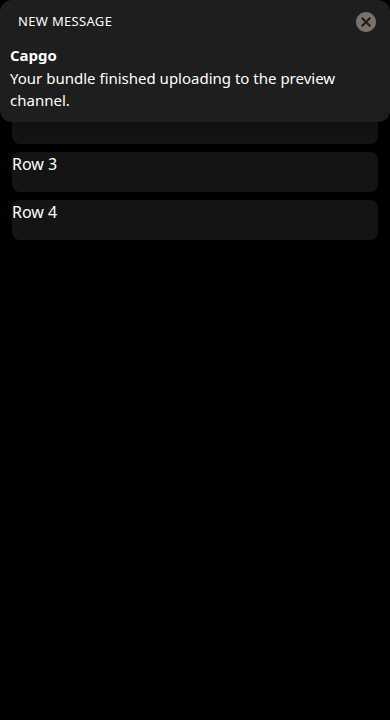 NEW MESSAGE
Capgo
Your bundle finished uploading to the preview
channel.
Row 3
Row 4